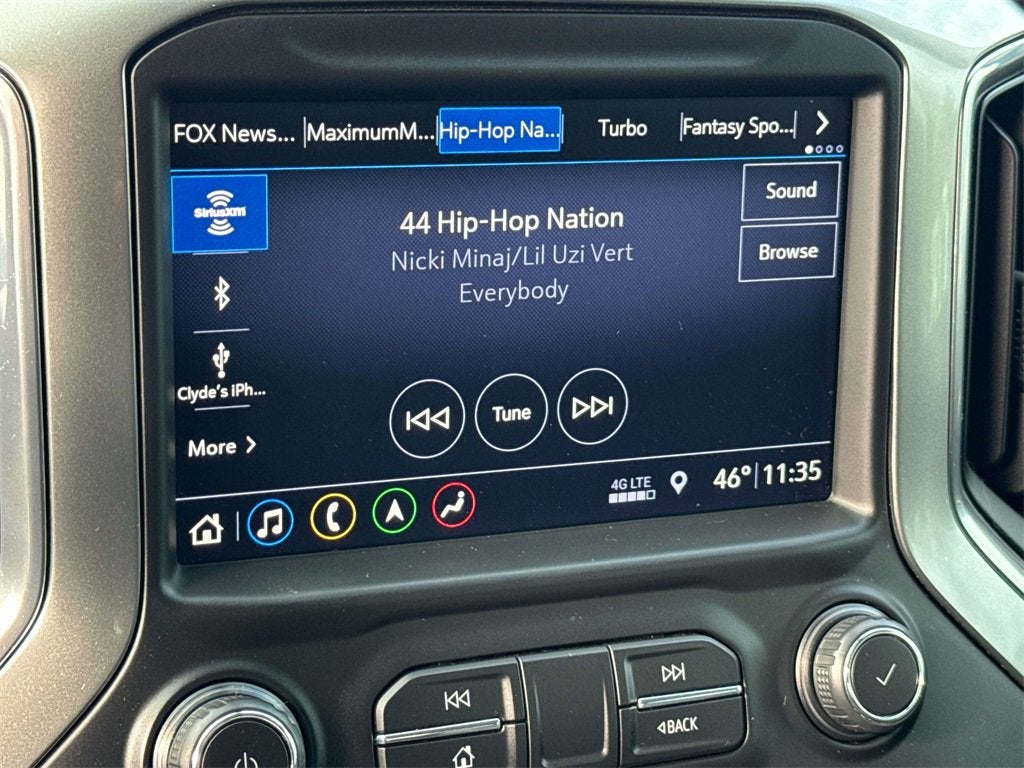 FOX News...
MaximumM...
Hip-Hop Na...
Turbo
Fantasy Spo...
SiriusXM
44 Hip-Hop Nation
Nicki Minaj/Lil Uzi Vert
Everybody
Sound
Browse
Clyde's iPh...
More
Tune
4G LTE
46° 11:35
BACK